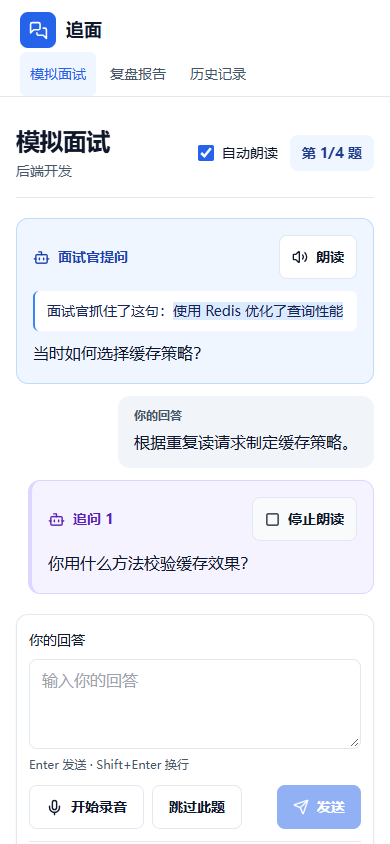 追面
模拟面试 复盘报告 历史记录
模拟面试
后端开发
自动朗读
第 1/4 题
面试官提问
朗读
面试官抓住了这句：使用 Redis 优化了查询性能
当时如何选择缓存策略？
你的回答
根据重复读请求制定缓存策略。
追问 1
停止朗读
你用什么方法校验缓存效果？
你的回答
输入你的回答
Enter 发送 · Shift+Enter 换行
开始录音
跳过此题
发送